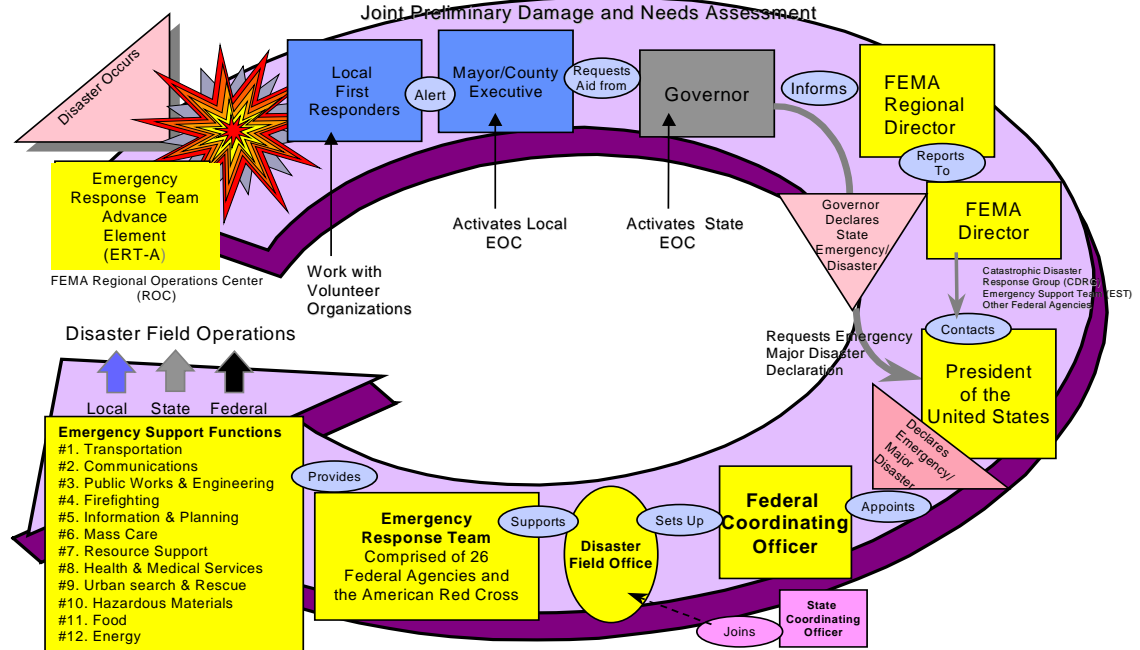 Joint Preliminary Damage and Needs Assessment
Disaster Occurs
Local
First
Responders
Alert
Mayor/County
Executive
Requests
Aid from
Governor
Informs
FEMA
Regional
Director
Reports
To
FEMA
Director
Emergency
Response Team
Advance
Element
(ERT-A)
FEMA Regional Operations Center
(ROC)
Work with
Volunteer
Organizations
Activates Local
EOC
Activates State
EOC
Governor
Declares
State
Emergency/
Disaster
Catastrophic Disaster
Response Group (CDRG)
Emergency Support Team (EST)
Other Federal Agencies
Contacts
Requests Emergency
Major Disaster
Declaration
President
of the
United States
Declares
Emergency/
Major
Disaster
Appoints
Federal
Coordinating
Officer
Sets Up
Disaster
Field Office
State
Coordinating
Officer
Joins
Supports
Emergency
Response Team
Comprised of 26
Federal Agencies and
the American Red Cross
Provides
Disaster Field Operations
Local State Federal
Emergency Support Functions
#1. Transportation
#2. Communications
#3. Public Works & Engineering
#4. Firefighting
#5. Information & Planning
#6. Mass Care
#7. Resource Support
#8. Health & Medical Services
#9. Urban search & Rescue
#10. Hazardous Materials
#11. Food
#12. Energy